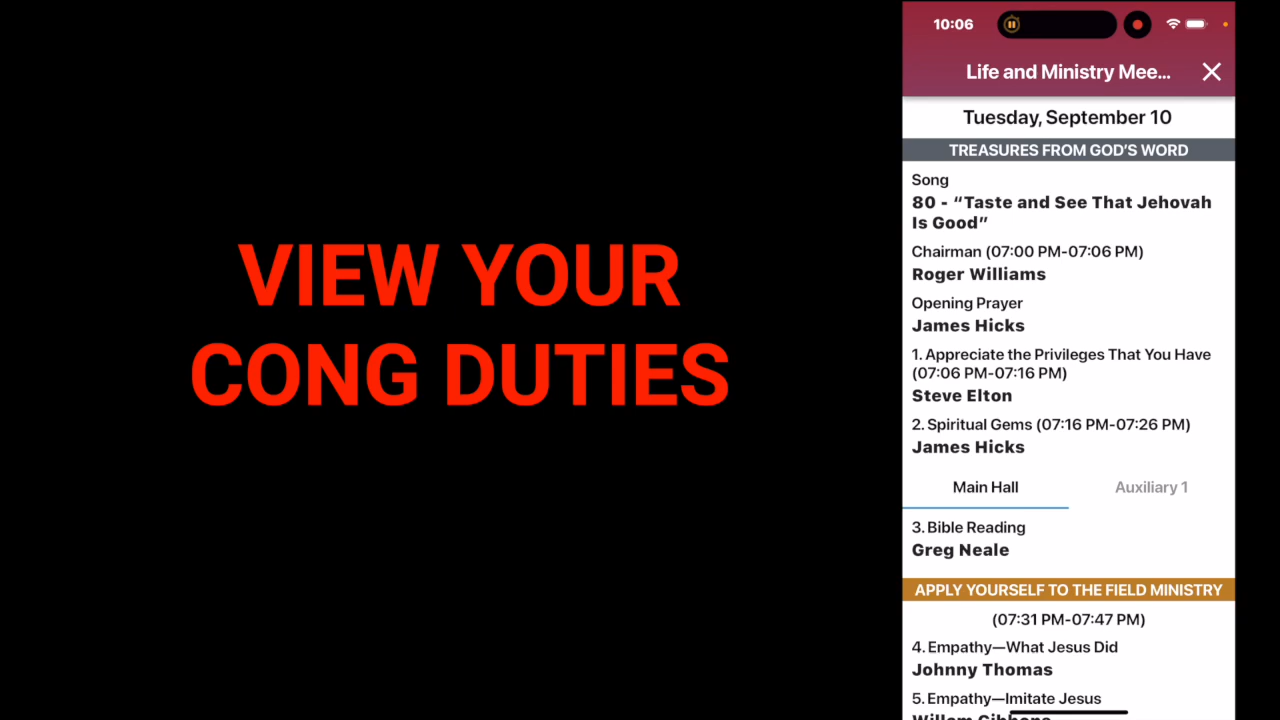 VIEW YOUR
CONG DUTIES
10:06
Life and Ministry Mee...
Tuesday, September 10
TREASURES FROM GOD'S WORD
Song
80 - “Taste and See That Jehovah
Is Good”
Chairman (07:00 PM-07:06 PM)
Roger Williams
Opening Prayer
James Hicks
1. Appreciate the Privileges That You Have
(07:06 PM-07:16 PM)
Steve Elton
2. Spiritual Gems (07:16 PM-07:26 PM)
James Hicks
Main Hall
Auxiliary 1
3. Bible Reading
Greg Neale
APPLY YOURSELF TO THE FIELD MINISTRY
(07:31 PM-07:47 PM)
4. Empathy—What Jesus Did
Johnny Thomas
5. Empathy—Imitate Jesus